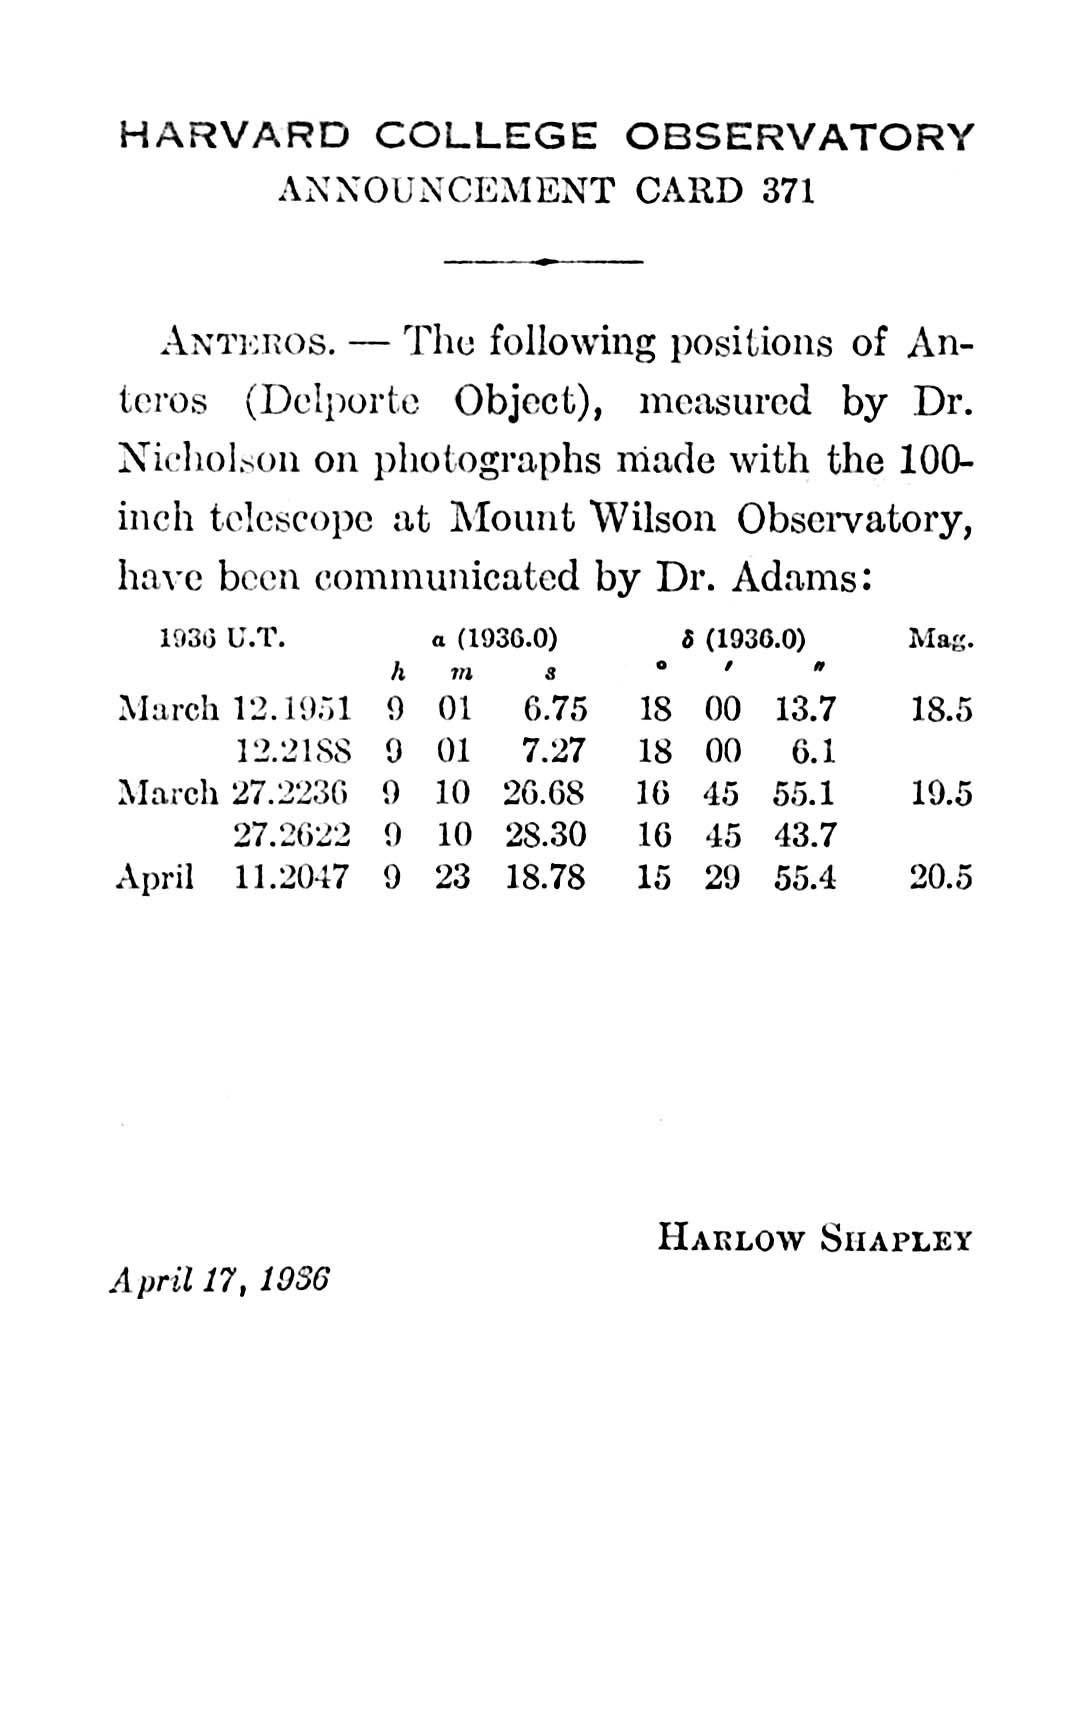 HARVARD COLLEGE OBSERVATORY
ANNOUNCEMENT CARD 371
ANTEROS. — The following positions of An-
teros (Delporte Object), measured by Dr.
Nicholson on photographs made with the 100-
inch telescope at Mount Wilson Observatory,
have been communicated by Dr. Adams:
1936 U.T. α (1936.0) δ (1936.0) Mag.
h m s ° ′ ″
March 12.1951 9 01 6.75 18 00 13.7 18.5
12.2188 9 01 7.27 18 00 6.1
March 27.2236 9 10 26.68 16 45 55.1 19.5
27.2622 9 10 28.30 16 45 43.7
April 11.2047 9 23 18.78 15 29 55.4 20.5
HARLOW SHAPLEY
April 17, 1936